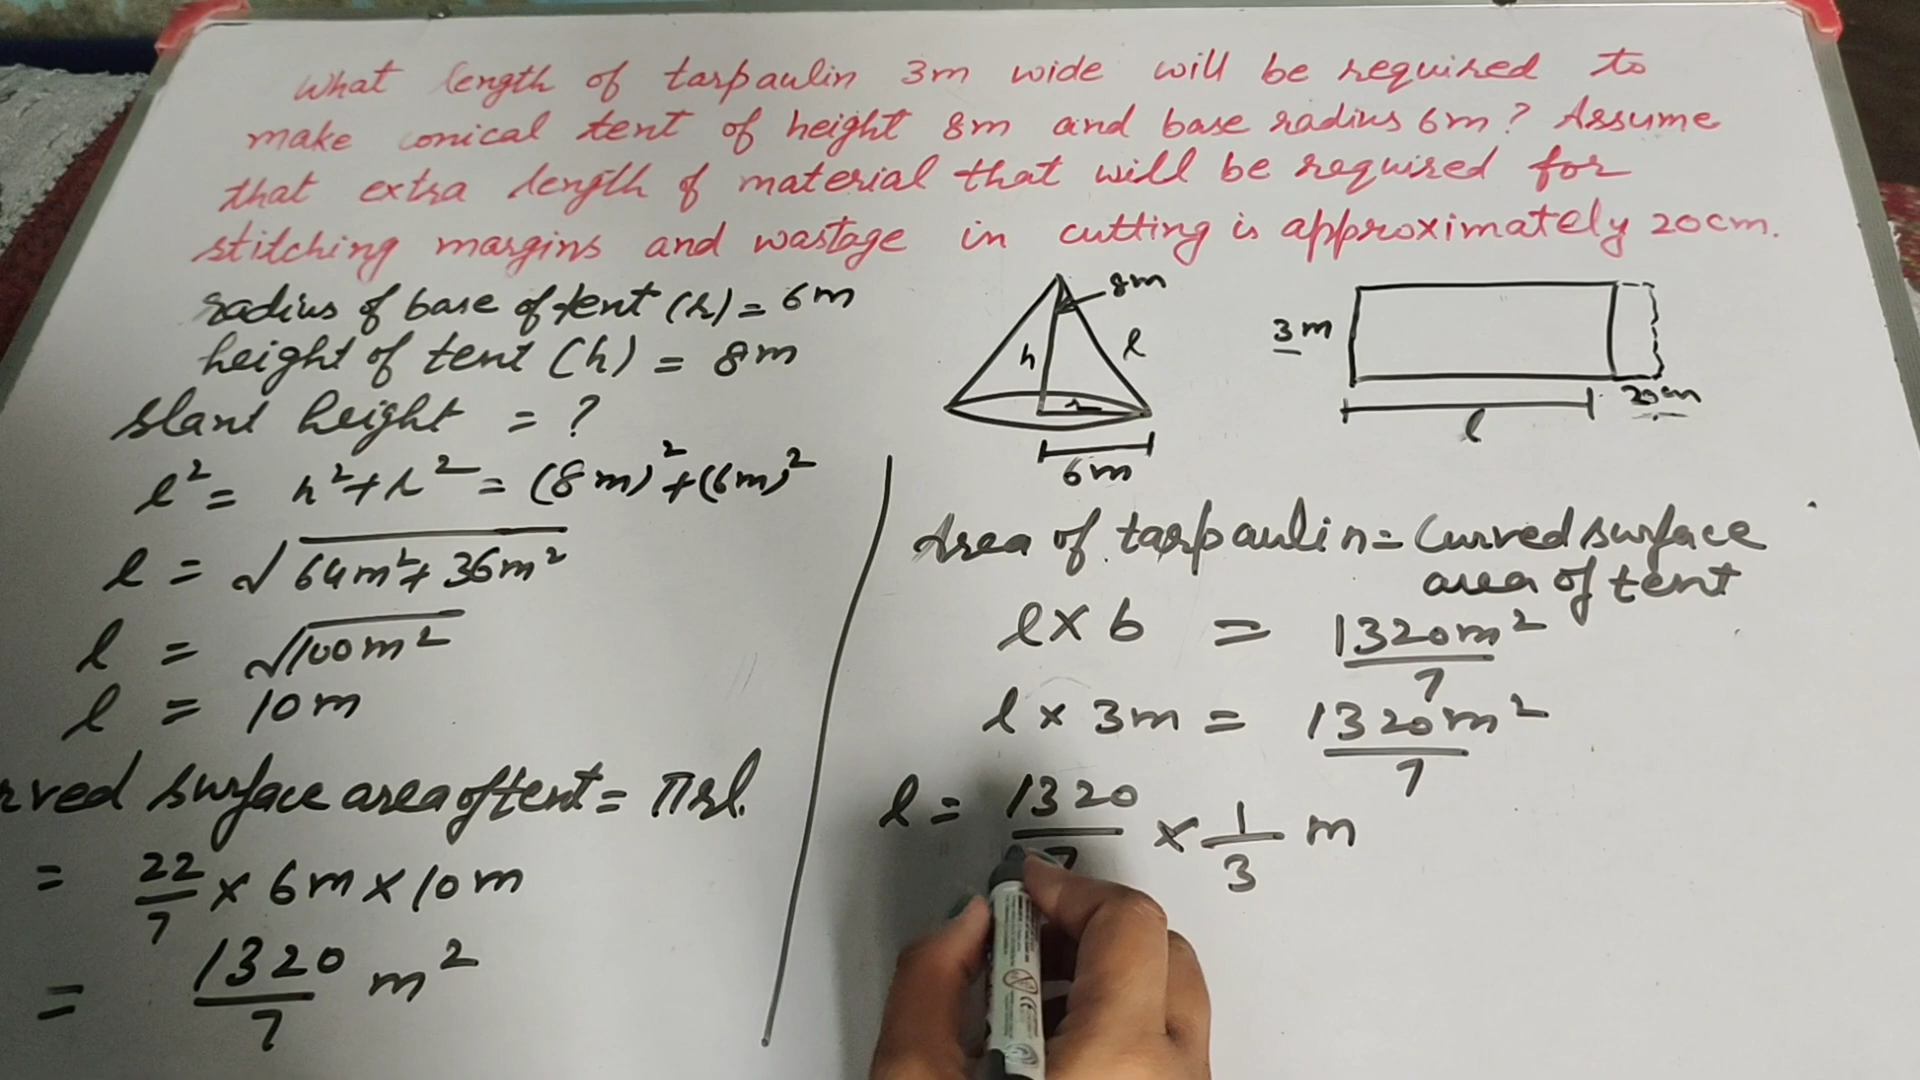 What length of tarpaulin 3m wide will be required to
make conical tent of height 8m and base radius 6m? Assume
that extra length of material that will be required for
stitching margins and wastage in cutting is approximately 20cm.
radius of base of tent (r) = 6m
height of tent (h) = 8m
slant height = ?
l² = h²+r² = (8m)²+(6m)²
l = √64m²+36m²
l = √100m²
l = 10m
rved surface area of tent = πrl.
= 22/7 × 6m × 10m
= 1320/7 m²
8m
h
l
r
6m
3m
l
20cm
Area of tarpaulin = Curved surface
area of tent
l × b = 1320m²/7
l × 3m = 1320m²/7
l = 1320/7 × 1/3 m